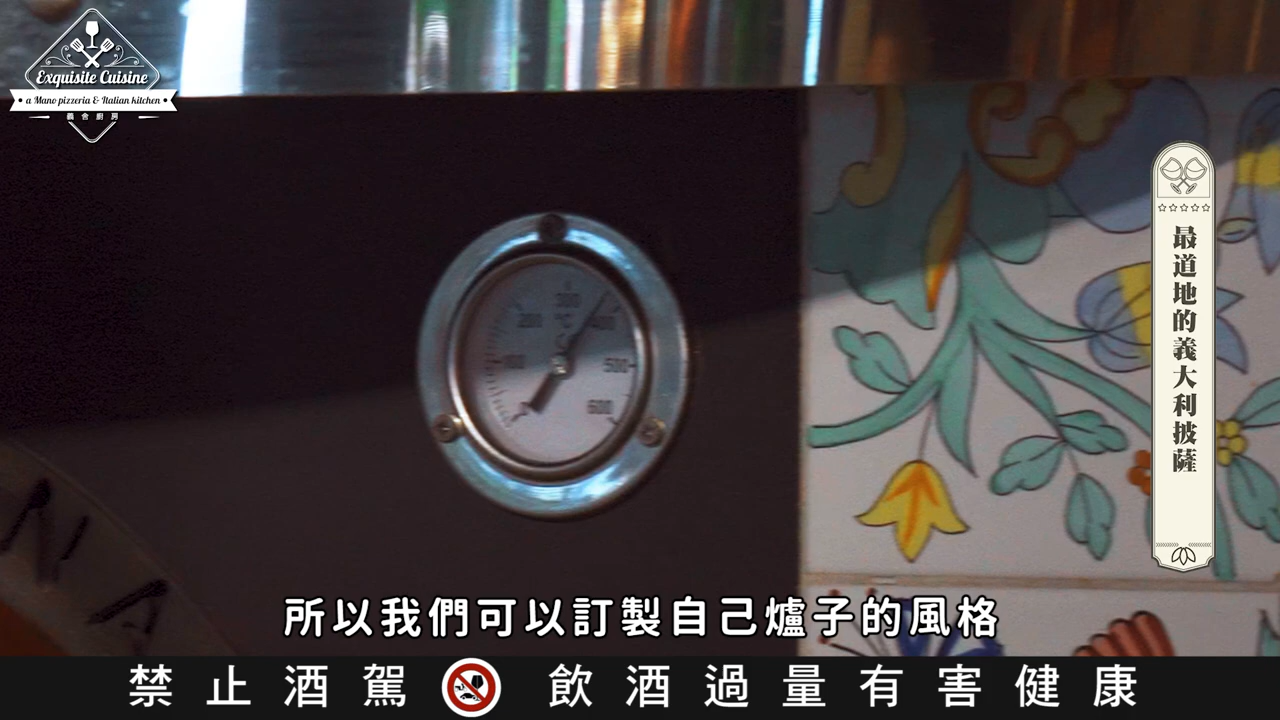 Exquisite Cuisine
a Mano pizzeria & Italian kitchen
義舍廚房
最道地的義大利披薩
100
200
300
°C
400
500
600
NA
所以我們可以訂製自己爐子的風格
禁止酒駕 飲酒過量有害健康